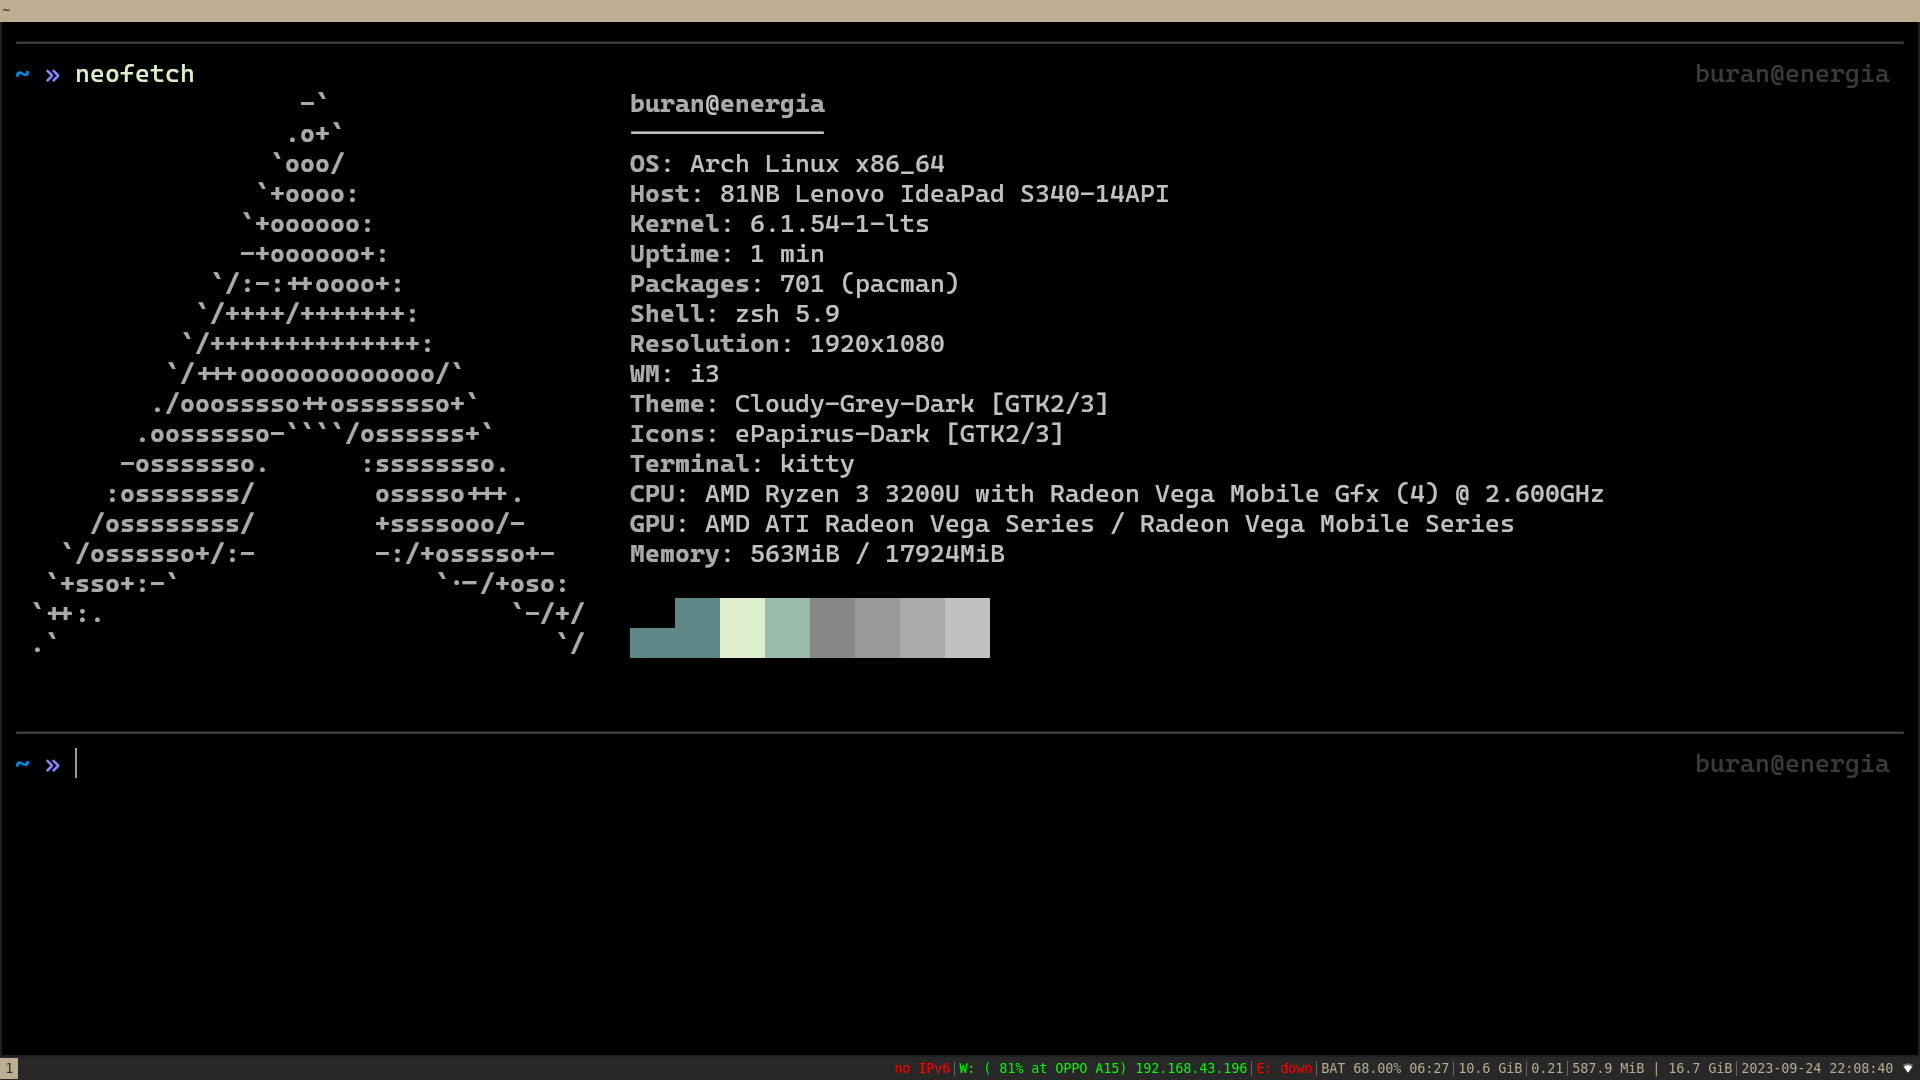 ~
~ » neofetch buran@energia
-` buran@energia
.o+` -------------
`ooo/ OS: Arch Linux x86_64
`+oooo: Host: 81NB Lenovo IdeaPad S340-14API
`+oooooo: Kernel: 6.1.54-1-lts
-+oooooo+: Uptime: 1 min
`/:-:++oooo+: Packages: 701 (pacman)
`/++++/+++++++: Shell: zsh 5.9
`/++++++++++++++: Resolution: 1920x1080
`/+++ooooooooooooo/` WM: i3
./ooosssso++osssssso+` Theme: Cloudy-Grey-Dark [GTK2/3]
.oossssso-````/ossssss+` Icons: ePapirus-Dark [GTK2/3]
-osssssso. :ssssssso. Terminal: kitty
:osssssss/ osssso+++. CPU: AMD Ryzen 3 3200U with Radeon Vega Mobile Gfx (4) @ 2.600GHz
/ossssssss/ +ssssooo/- GPU: AMD ATI Radeon Vega Series / Radeon Vega Mobile Series
`/ossssso+/:- -:/+osssso+- Memory: 563MiB / 17924MiB
`+sso+:-` `.-/+oso:
`++:. `-/+/
.` `/
~ » buran@energia
1 no IPv6|W: ( 81% at OPPO A15) 192.168.43.196|E: down|BAT 68.00% 06:27|10.6 GiB|0.21|587.9 MiB | 16.7 GiB|2023-09-24 22:08:40